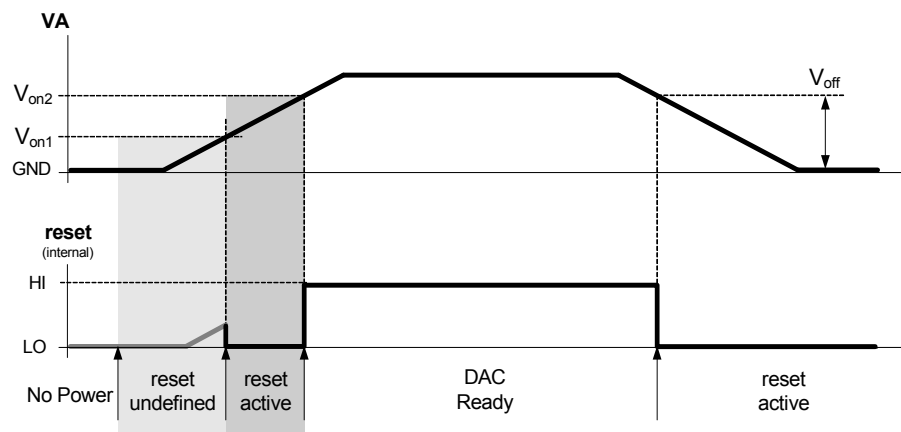 VA
Von2
Von1
GND
Voff
reset
(internal)
HI
LO
No Power
reset
undefined
reset
active
DAC
Ready
reset
active